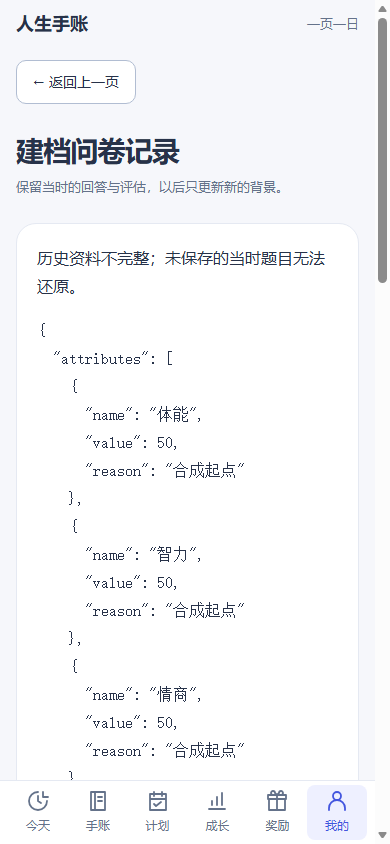 人生手账
一页一日
← 返回上一页
建档问卷记录
保留当时的回答与评估，以后只更新新的背景。
历史资料不完整；未保存的当时题目无法
还原。
{
"attributes": [
{
"name": "体能",
"value": 50,
"reason": "合成起点"
},
{
"name": "智力",
"value": 50,
"reason": "合成起点"
},
{
"name": "情商",
"value": 50,
"reason": "合成起点"
}
今天
手账
计划
成长
奖励
我的